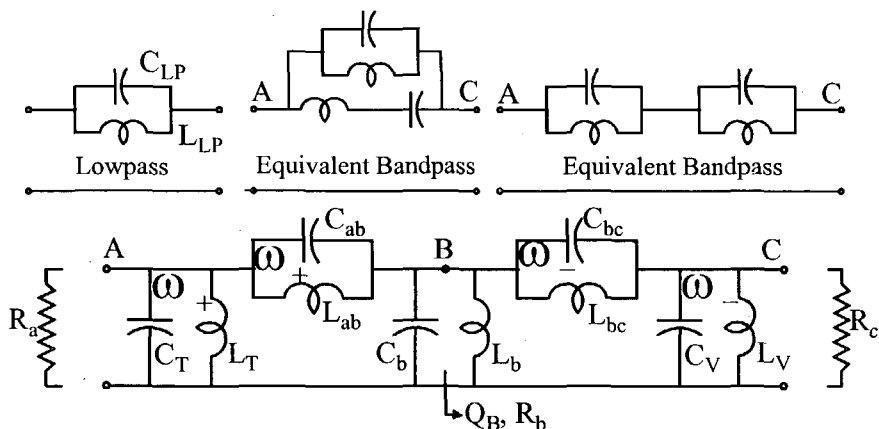 C_LP
L_LP
Lowpass
A C
Equivalent Bandpass
A C
Equivalent Bandpass
A B C
C_ab C_bc
ω ω ω ω
+ + − −
L_ab L_bc
R_a C_T L_T C_b L_b C_V L_V R_c
Q_B, R_b